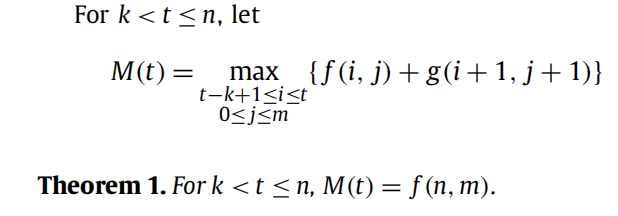 For k < t ≤ n, let
M(t) = max {f(i, j) + g(i + 1, j + 1)}
t−k+1≤i≤t
0≤j≤m
Theorem 1. For k < t ≤ n, M(t) = f(n, m).